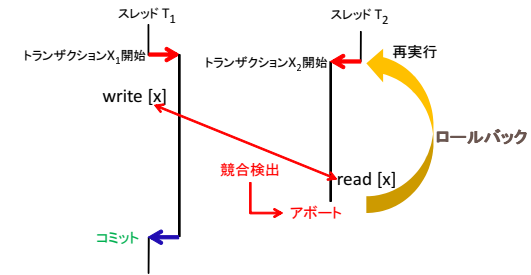 スレッド T1
スレッド T2
トランザクションX1開始
トランザクションX2開始
再実行
write [x]
ロールバック
競合検出
read [x]
アボート
コミット